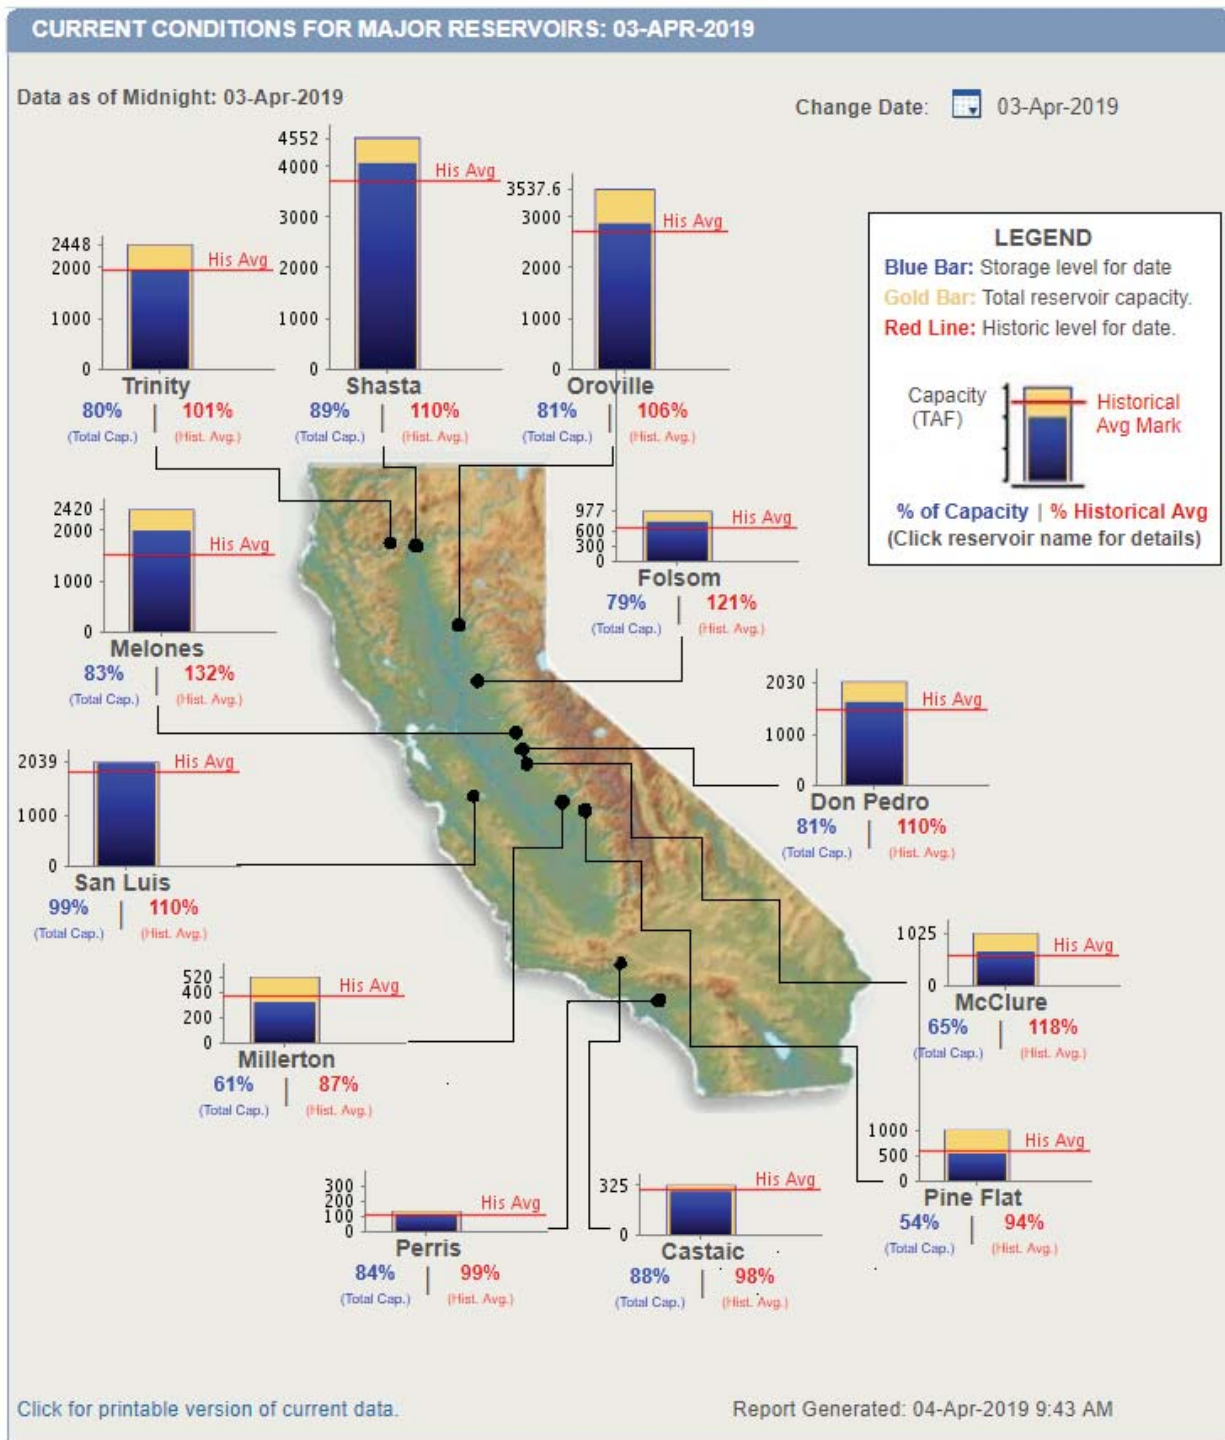 CURRENT CONDITIONS FOR MAJOR RESERVOIRS: 03-APR-2019
Data as of Midnight: 03-Apr-2019
Change Date: 03-Apr-2019
4552
4000
3000
2000
1000
0
His Avg
Shasta
89% | 110%
(Total Cap.) (Hist. Avg.)
3537.6
3000
2000
1000
0
His Avg
Oroville
81% | 106%
(Total Cap.) (Hist. Avg.)
2448
2000
1000
0
His Avg
Trinity
80% | 101%
(Total Cap.) (Hist. Avg.)
LEGEND
Blue Bar: Storage level for date
Gold Bar: Total reservoir capacity.
Red Line: Historic level for date.
Capacity
(TAF)
Historical
Avg Mark
% of Capacity | % Historical Avg
(Click reservoir name for details)
2420
2000
1000
0
His Avg
Melones
83% | 132%
(Total Cap.) (Hist. Avg.)
977
600
300
0
His Avg
Folsom
79% | 121%
(Total Cap.) (Hist. Avg.)
2030
1000
0
His Avg
Don Pedro
81% | 110%
(Total Cap.) (Hist. Avg.)
2039
1000
0
His Avg
San Luis
99% | 110%
(Total Cap.) (Hist. Avg.)
1025
0
His Avg
McClure
65% | 118%
(Total Cap.) (Hist. Avg.)
520
400
200
0
His Avg
Millerton
61% | 87%
(Total Cap.) (Hist. Avg.)
1000
500
0
His Avg
Pine Flat
54% | 94%
(Total Cap.) (Hist. Avg.)
300
200
100
0
His Avg
Perris
84% | 99%
(Total Cap.) (Hist. Avg.)
325
0
His Avg
Castaic
88% | 98%
(Total Cap.) (Hist. Avg.)
Click for printable version of current data.
Report Generated: 04-Apr-2019 9:43 AM